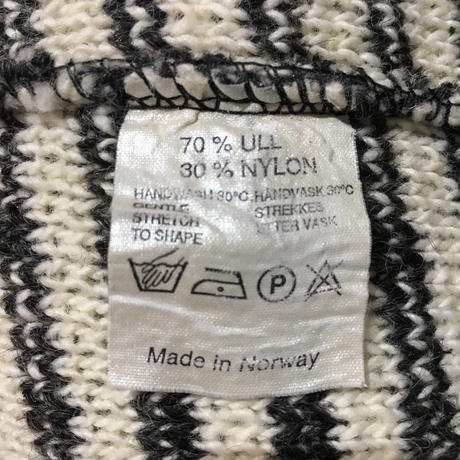 70 % ULL
30 % NYLON
HANDWASH 30°C. HANDVASK 30°C
GENTLE
STRETCH STREKKES
TO SHAPE ETTER VASK
P
Made in Norway